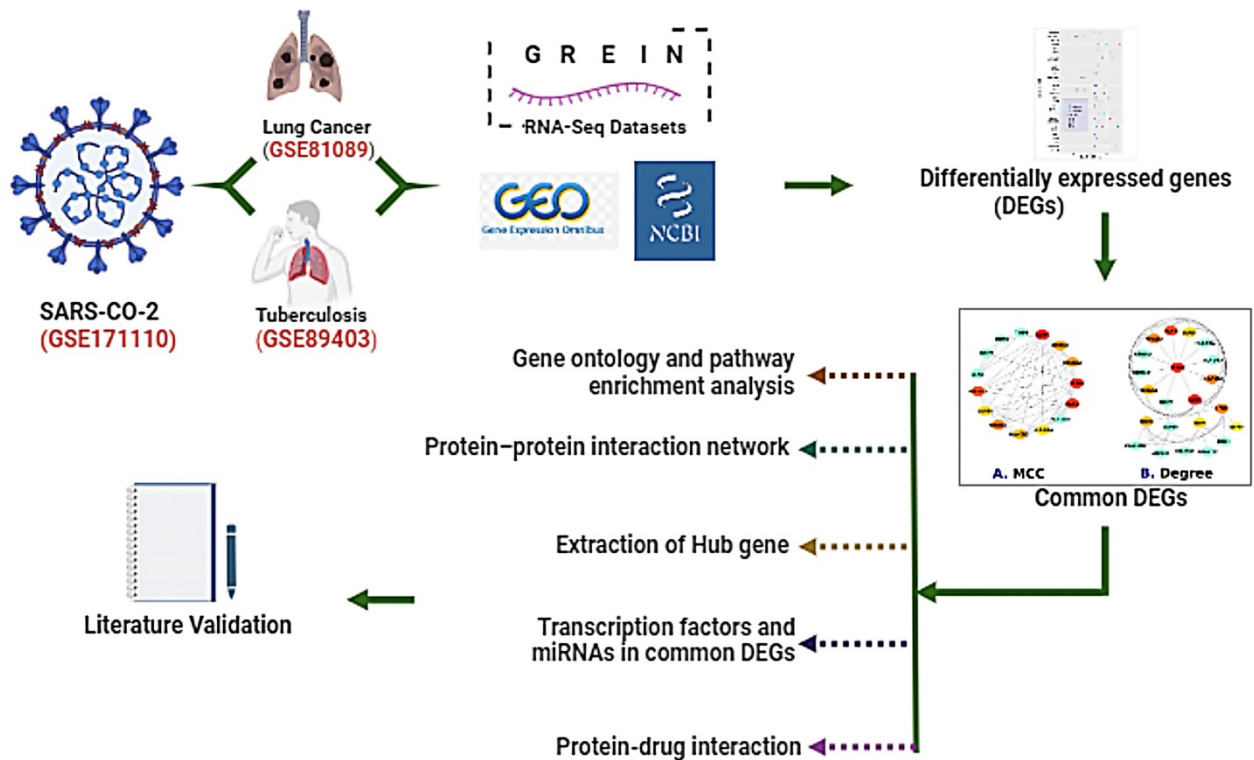 Lung Cancer
(GSE81089)
SARS-CO-2
(GSE171110)
Tuberculosis
(GSE89403)
G R E I N
RNA-Seq Datasets
GEO
Gene Expression Omnibus
NCBI
Differentially expressed genes
(DEGs)
A. MCC
B. Degree
Common DEGs
Gene ontology and pathway
enrichment analysis
Protein–protein interaction network
Extraction of Hub gene
Transcription factors and
miRNAs in common DEGs
Protein-drug interaction
Literature Validation